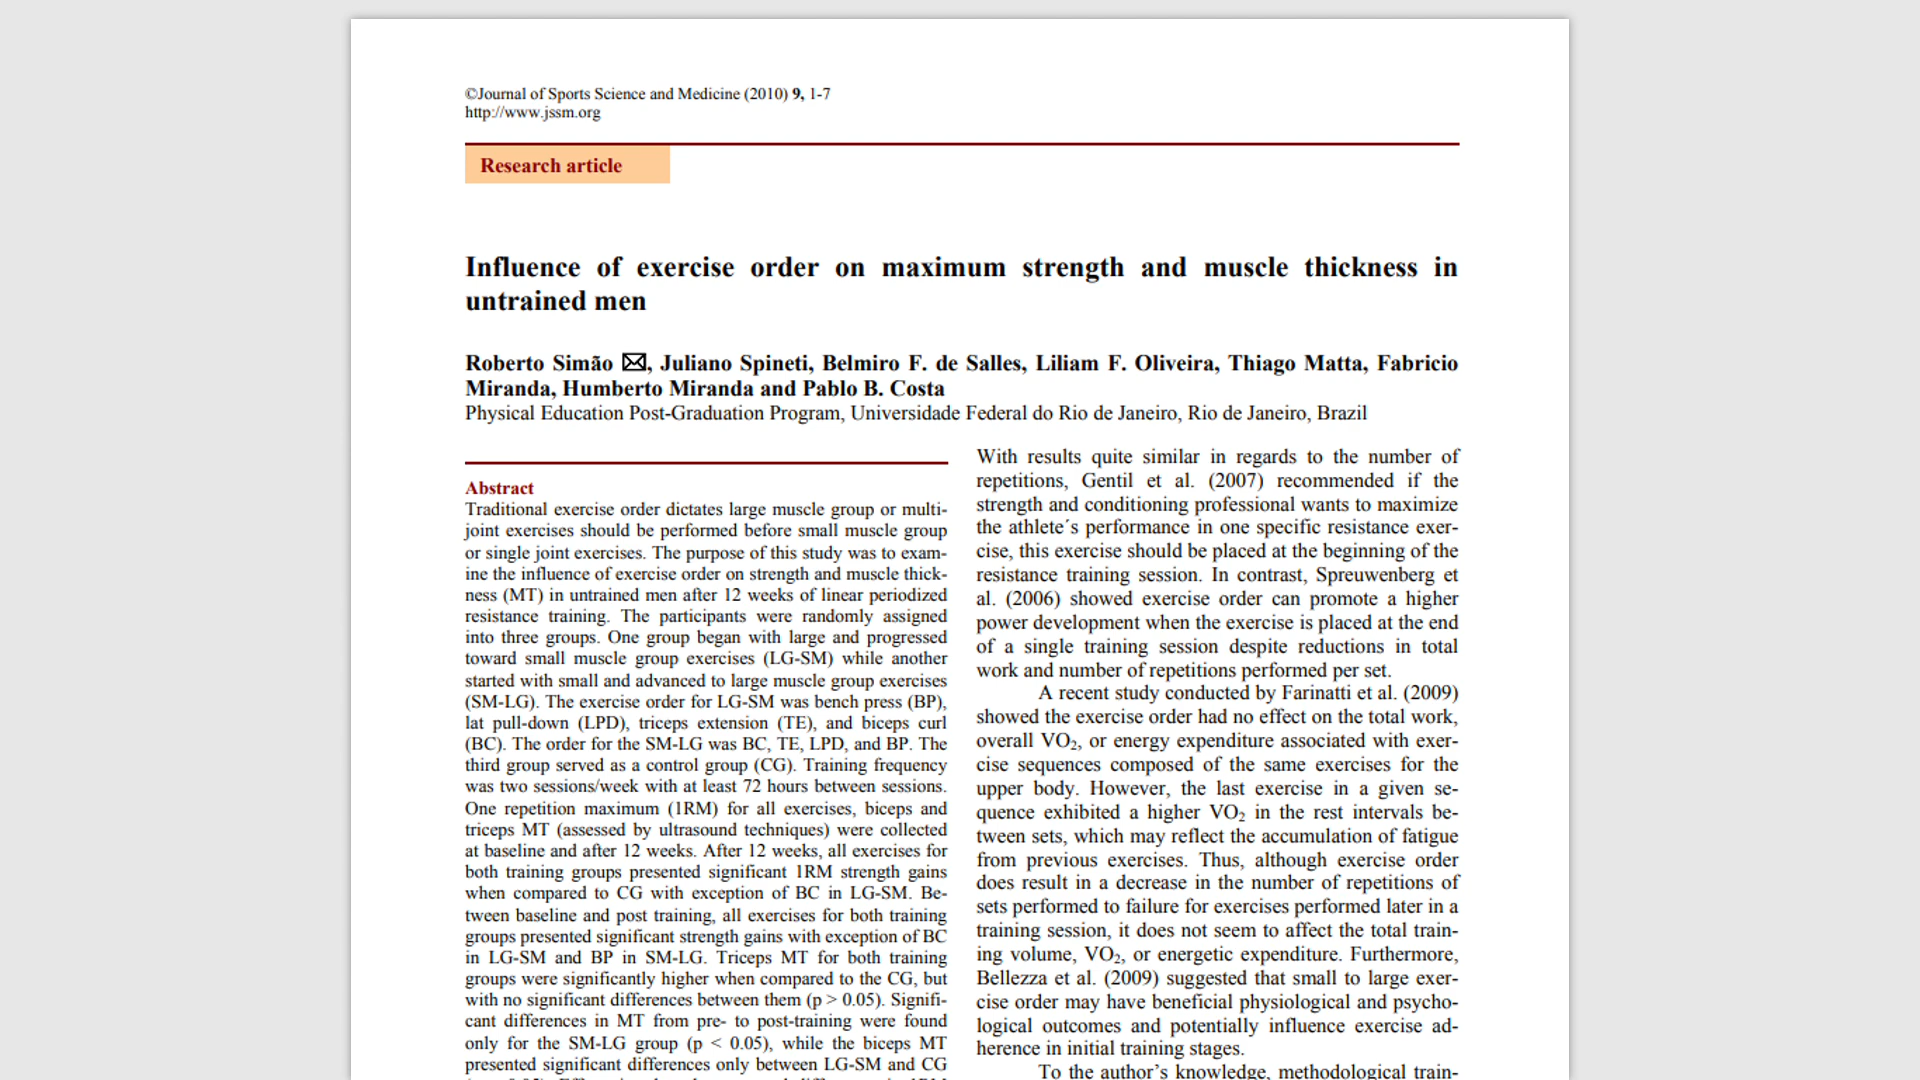 ©Journal of Sports Science and Medicine (2010) 9, 1-7
http://www.jssm.org
Research article
Influence of exercise order on maximum strength and muscle thickness in
untrained men
Roberto Simão ✉, Juliano Spineti, Belmiro F. de Salles, Liliam F. Oliveira, Thiago Matta, Fabricio
Miranda, Humberto Miranda and Pablo B. Costa
Physical Education Post-Graduation Program, Universidade Federal do Rio de Janeiro, Rio de Janeiro, Brazil
Abstract
Traditional exercise order dictates large muscle group or multi-
joint exercises should be performed before small muscle group
or single joint exercises. The purpose of this study was to exam-
ine the influence of exercise order on strength and muscle thick-
ness (MT) in untrained men after 12 weeks of linear periodized
resistance training. The participants were randomly assigned
into three groups. One group began with large and progressed
toward small muscle group exercises (LG-SM) while another
started with small and advanced to large muscle group exercises
(SM-LG). The exercise order for LG-SM was bench press (BP),
lat pull-down (LPD), triceps extension (TE), and biceps curl
(BC). The order for the SM-LG was BC, TE, LPD, and BP. The
third group served as a control group (CG). Training frequency
was two sessions/week with at least 72 hours between sessions.
One repetition maximum (1RM) for all exercises, biceps and
triceps MT (assessed by ultrasound techniques) were collected
at baseline and after 12 weeks. After 12 weeks, all exercises for
both training groups presented significant 1RM strength gains
when compared to CG with exception of BC in LG-SM. Be-
tween baseline and post training, all exercises for both training
groups presented significant strength gains with exception of BC
in LG-SM and BP in SM-LG. Triceps MT for both training
groups were significantly higher when compared to the CG, but
with no significant differences between them (p > 0.05). Signifi-
cant differences in MT from pre- to post-training were found
only for the SM-LG group (p < 0.05), while the biceps MT
presented significant differences only between LG-SM and CG
With results quite similar in regards to the number of
repetitions, Gentil et al. (2007) recommended if the
strength and conditioning professional wants to maximize
the athlete´s performance in one specific resistance exer-
cise, this exercise should be placed at the beginning of the
resistance training session. In contrast, Spreuwenberg et
al. (2006) showed exercise order can promote a higher
power development when the exercise is placed at the end
of a single training session despite reductions in total
work and number of repetitions performed per set.
A recent study conducted by Farinatti et al. (2009)
showed the exercise order had no effect on the total work,
overall VO₂, or energy expenditure associated with exer-
cise sequences composed of the same exercises for the
upper body. However, the last exercise in a given se-
quence exhibited a higher VO₂ in the rest intervals be-
tween sets, which may reflect the accumulation of fatigue
from previous exercises. Thus, although exercise order
does result in a decrease in the number of repetitions of
sets performed to failure for exercises performed later in a
training session, it does not seem to affect the total train-
ing volume, VO₂, or energetic expenditure. Furthermore,
Bellezza et al. (2009) suggested that small to large exer-
cise order may have beneficial physiological and psycho-
logical outcomes and potentially influence exercise ad-
herence in initial training stages.
To the author's knowledge, methodological train-